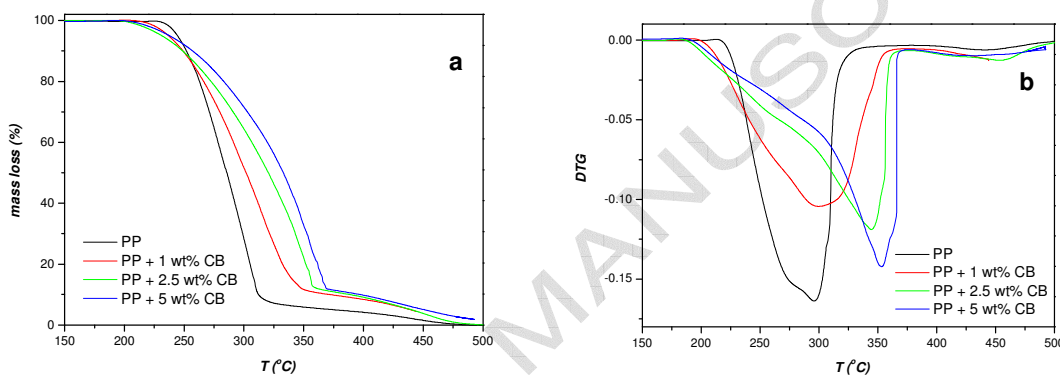 100
80
60
40
20
0
mass loss (%)
a
PP
PP + 1 wt% CB
PP + 2.5 wt% CB
PP + 5 wt% CB
150 200 250 300 350 400 450 500
T (°C)
0.00
-0.05
-0.10
-0.15
DTG
b
PP
PP + 1 wt% CB
PP + 2.5 wt% CB
PP + 5 wt% CB
150 200 250 300 350 400 450 500
T (°C)
MANUSC